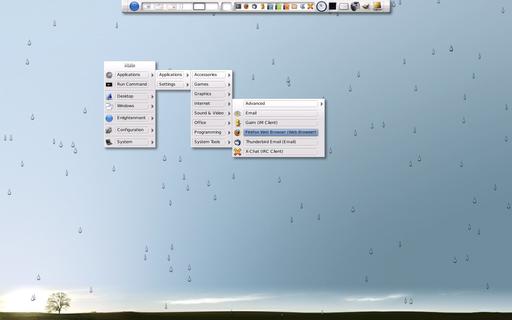 Main
Applications
Run Command
Desktop
Windows
Enlightenment
Configuration
System
Applications
Settings
Accessories
Games
Graphics
Internet
Sound & Video
Office
Programming
System Tools
Advanced
Email
Gaim (IM Client)
Firefox Web Browser (Web Browser)
Thunderbird Email (Email)
X-Chat (IRC Client)